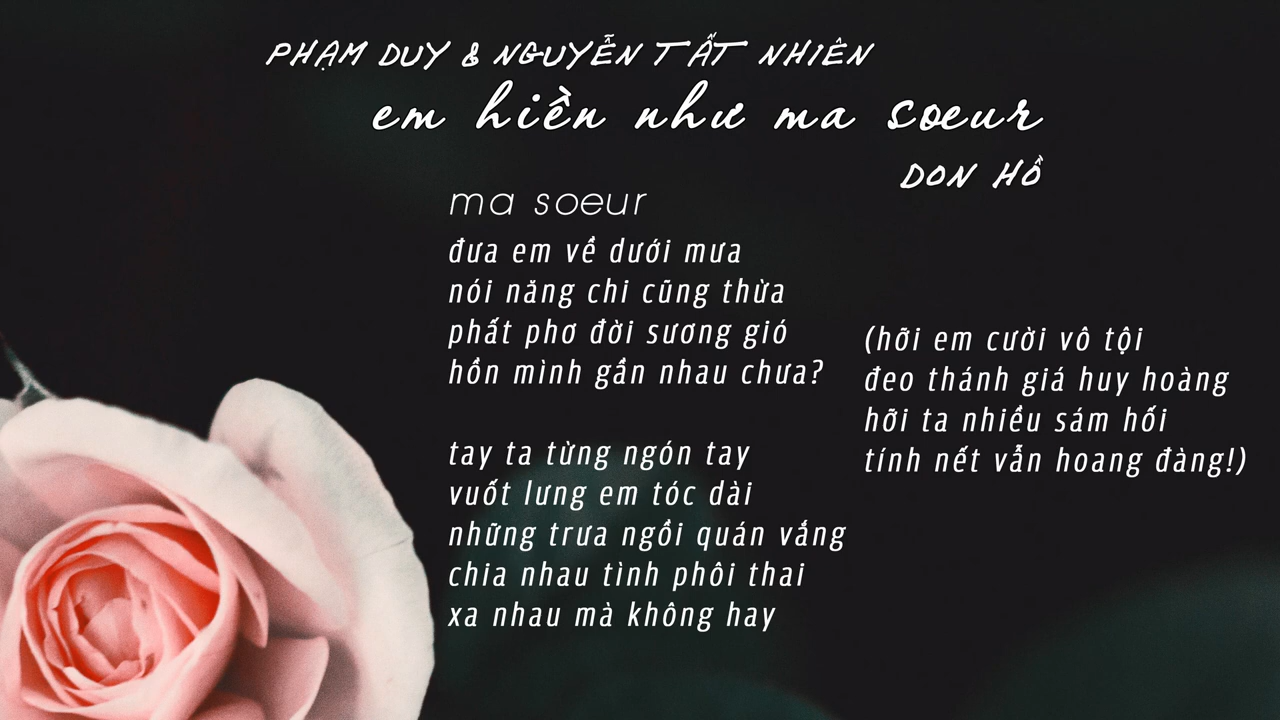 PHẠM DUY & NGUYỄN TẤT NHIÊN
em hiền như ma soeur
DON HỒ
ma soeur
đưa em về dưới mưa
nói năng chi cũng thừa
phất phơ đời sương gió
hồn mình gần nhau chưa?
tay ta từng ngón tay
vuốt lưng em tóc dài
những trưa ngồi quán vắng
chia nhau tình phôi thai
xa nhau mà không hay
(hỡi em cười vô tội
đeo thánh giá huy hoàng
hỡi ta nhiều sám hối
tính nết vẫn hoang đàng!)